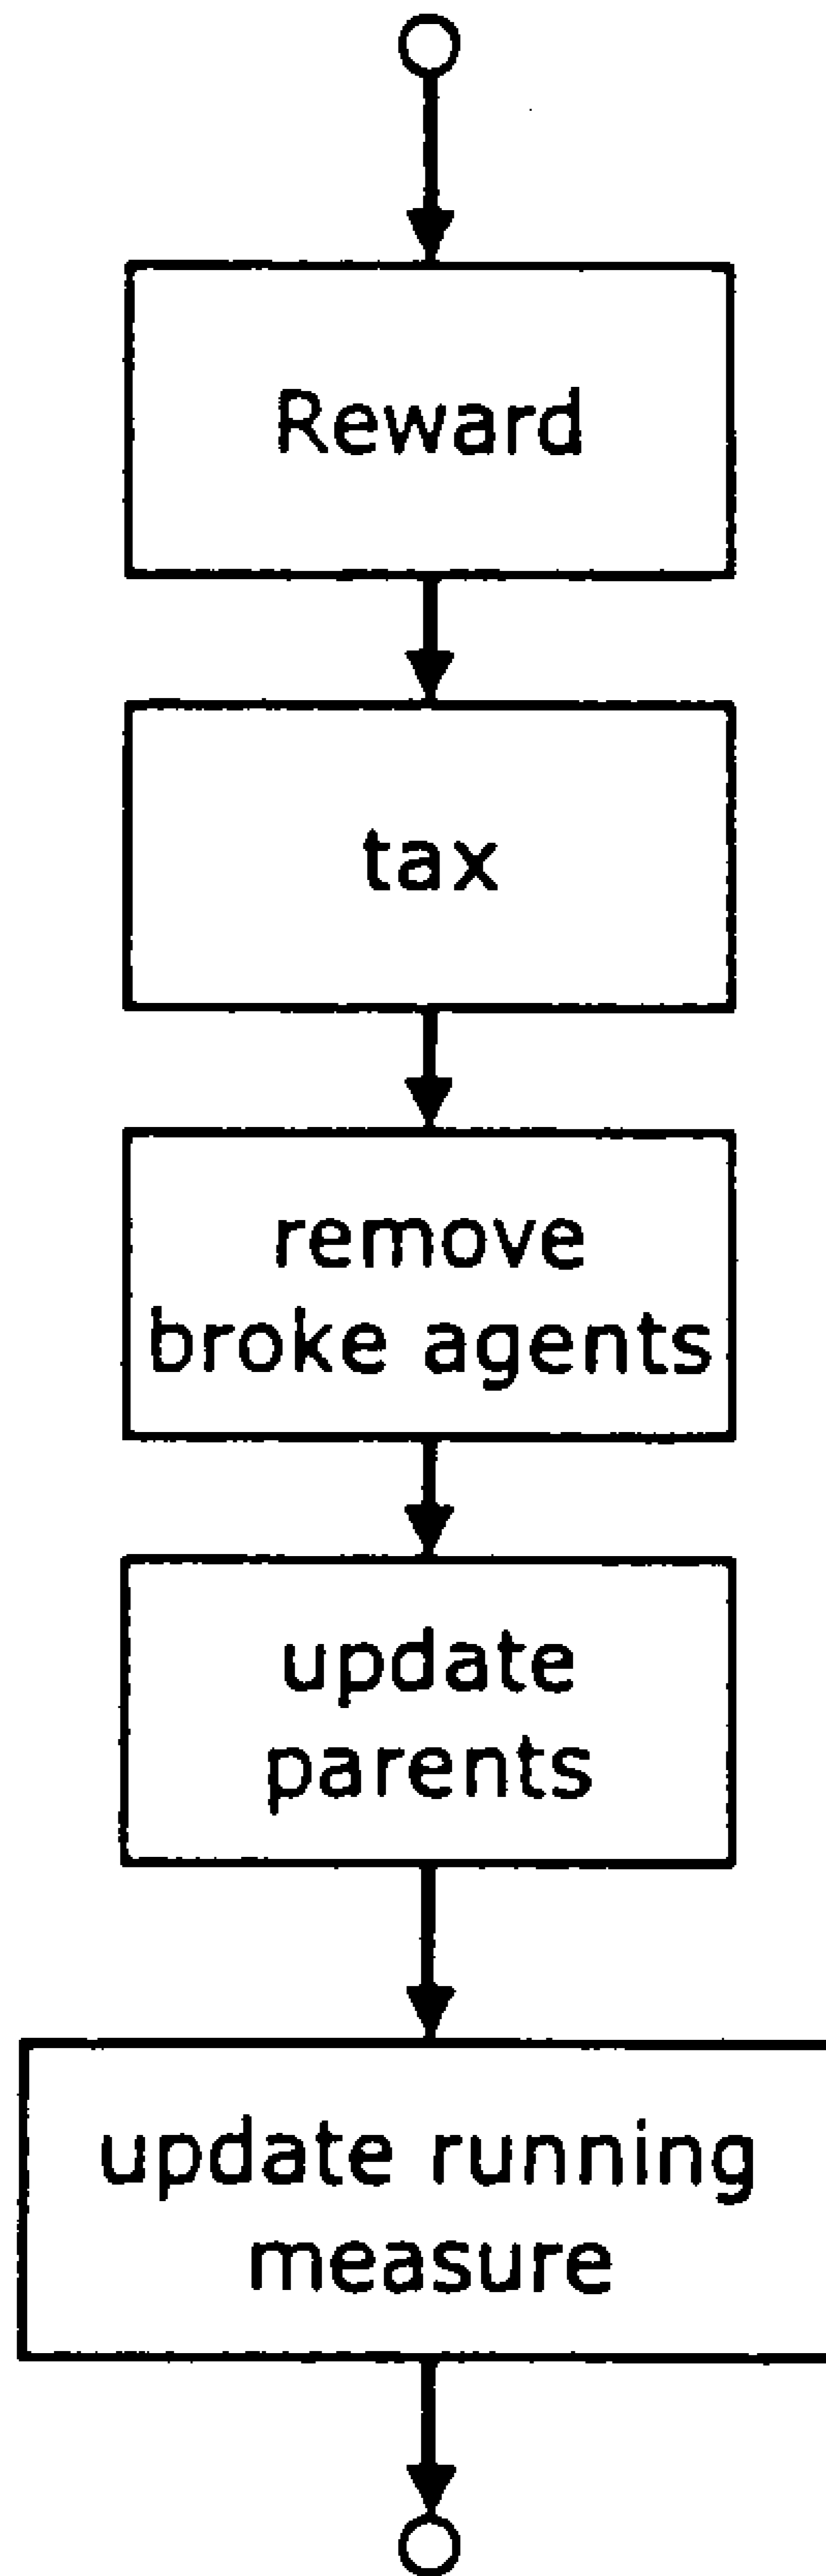 Reward
tax
remove
broke agents
update
parents
update running
measure